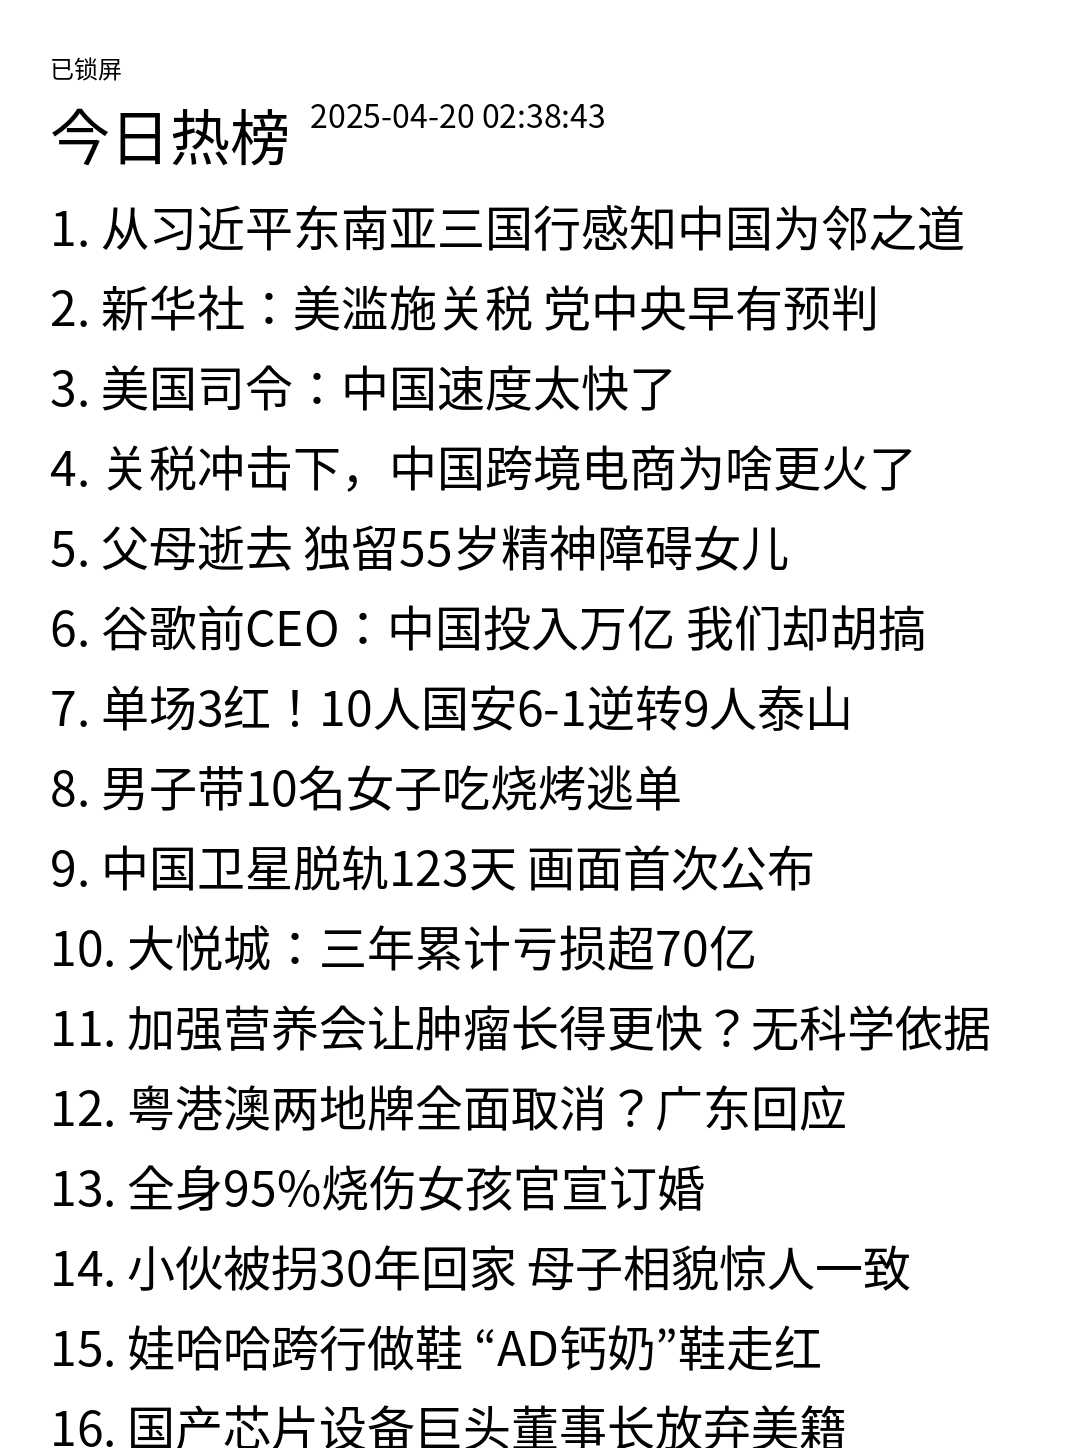 已锁屏
今日热榜 2025-04-20 02:38:43
1. 从习近平东南亚三国行感知中国为邻之道
2. 新华社：美滥施关税 党中央早有预判
3. 美国司令：中国速度太快了
4. 关税冲击下，中国跨境电商为啥更火了
5. 父母逝去 独留55岁精神障碍女儿
6. 谷歌前CEO：中国投入万亿 我们却胡搞
7. 单场3红！10人国安6-1逆转9人泰山
8. 男子带10名女子吃烧烤逃单
9. 中国卫星脱轨123天 画面首次公布
10. 大悦城：三年累计亏损超70亿
11. 加强营养会让肿瘤长得更快？无科学依据
12. 粤港澳两地牌全面取消？广东回应
13. 全身95%烧伤女孩官宣订婚
14. 小伙被拐30年回家 母子相貌惊人一致
15. 娃哈哈跨行做鞋 “AD钙奶”鞋走红
16. 国产芯片设备巨头董事长放弃美籍